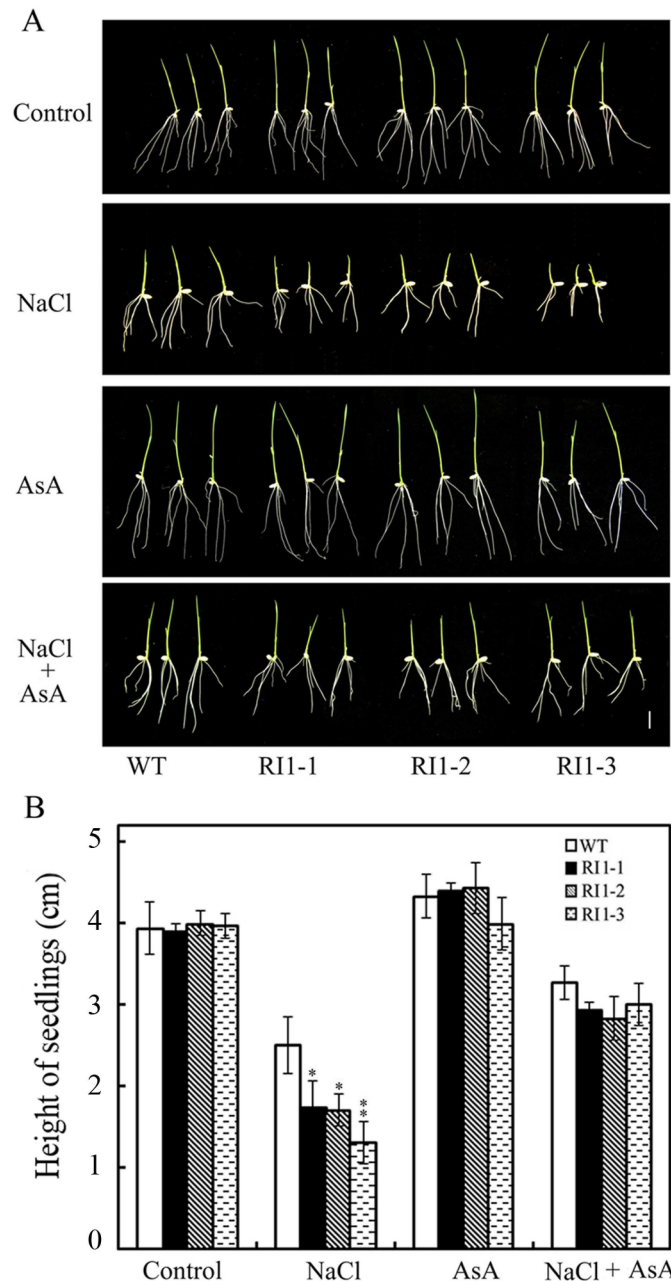 A
Control
NaCl
AsA
NaCl
+
AsA
WT RI1-1 RI1-2 RI1-3
B
Height of seedlings (cm)
5
4
3
2
1
0
WT
RI1-1
RI1-2
RI1-3
* * **
Control NaCl AsA NaCl + AsA